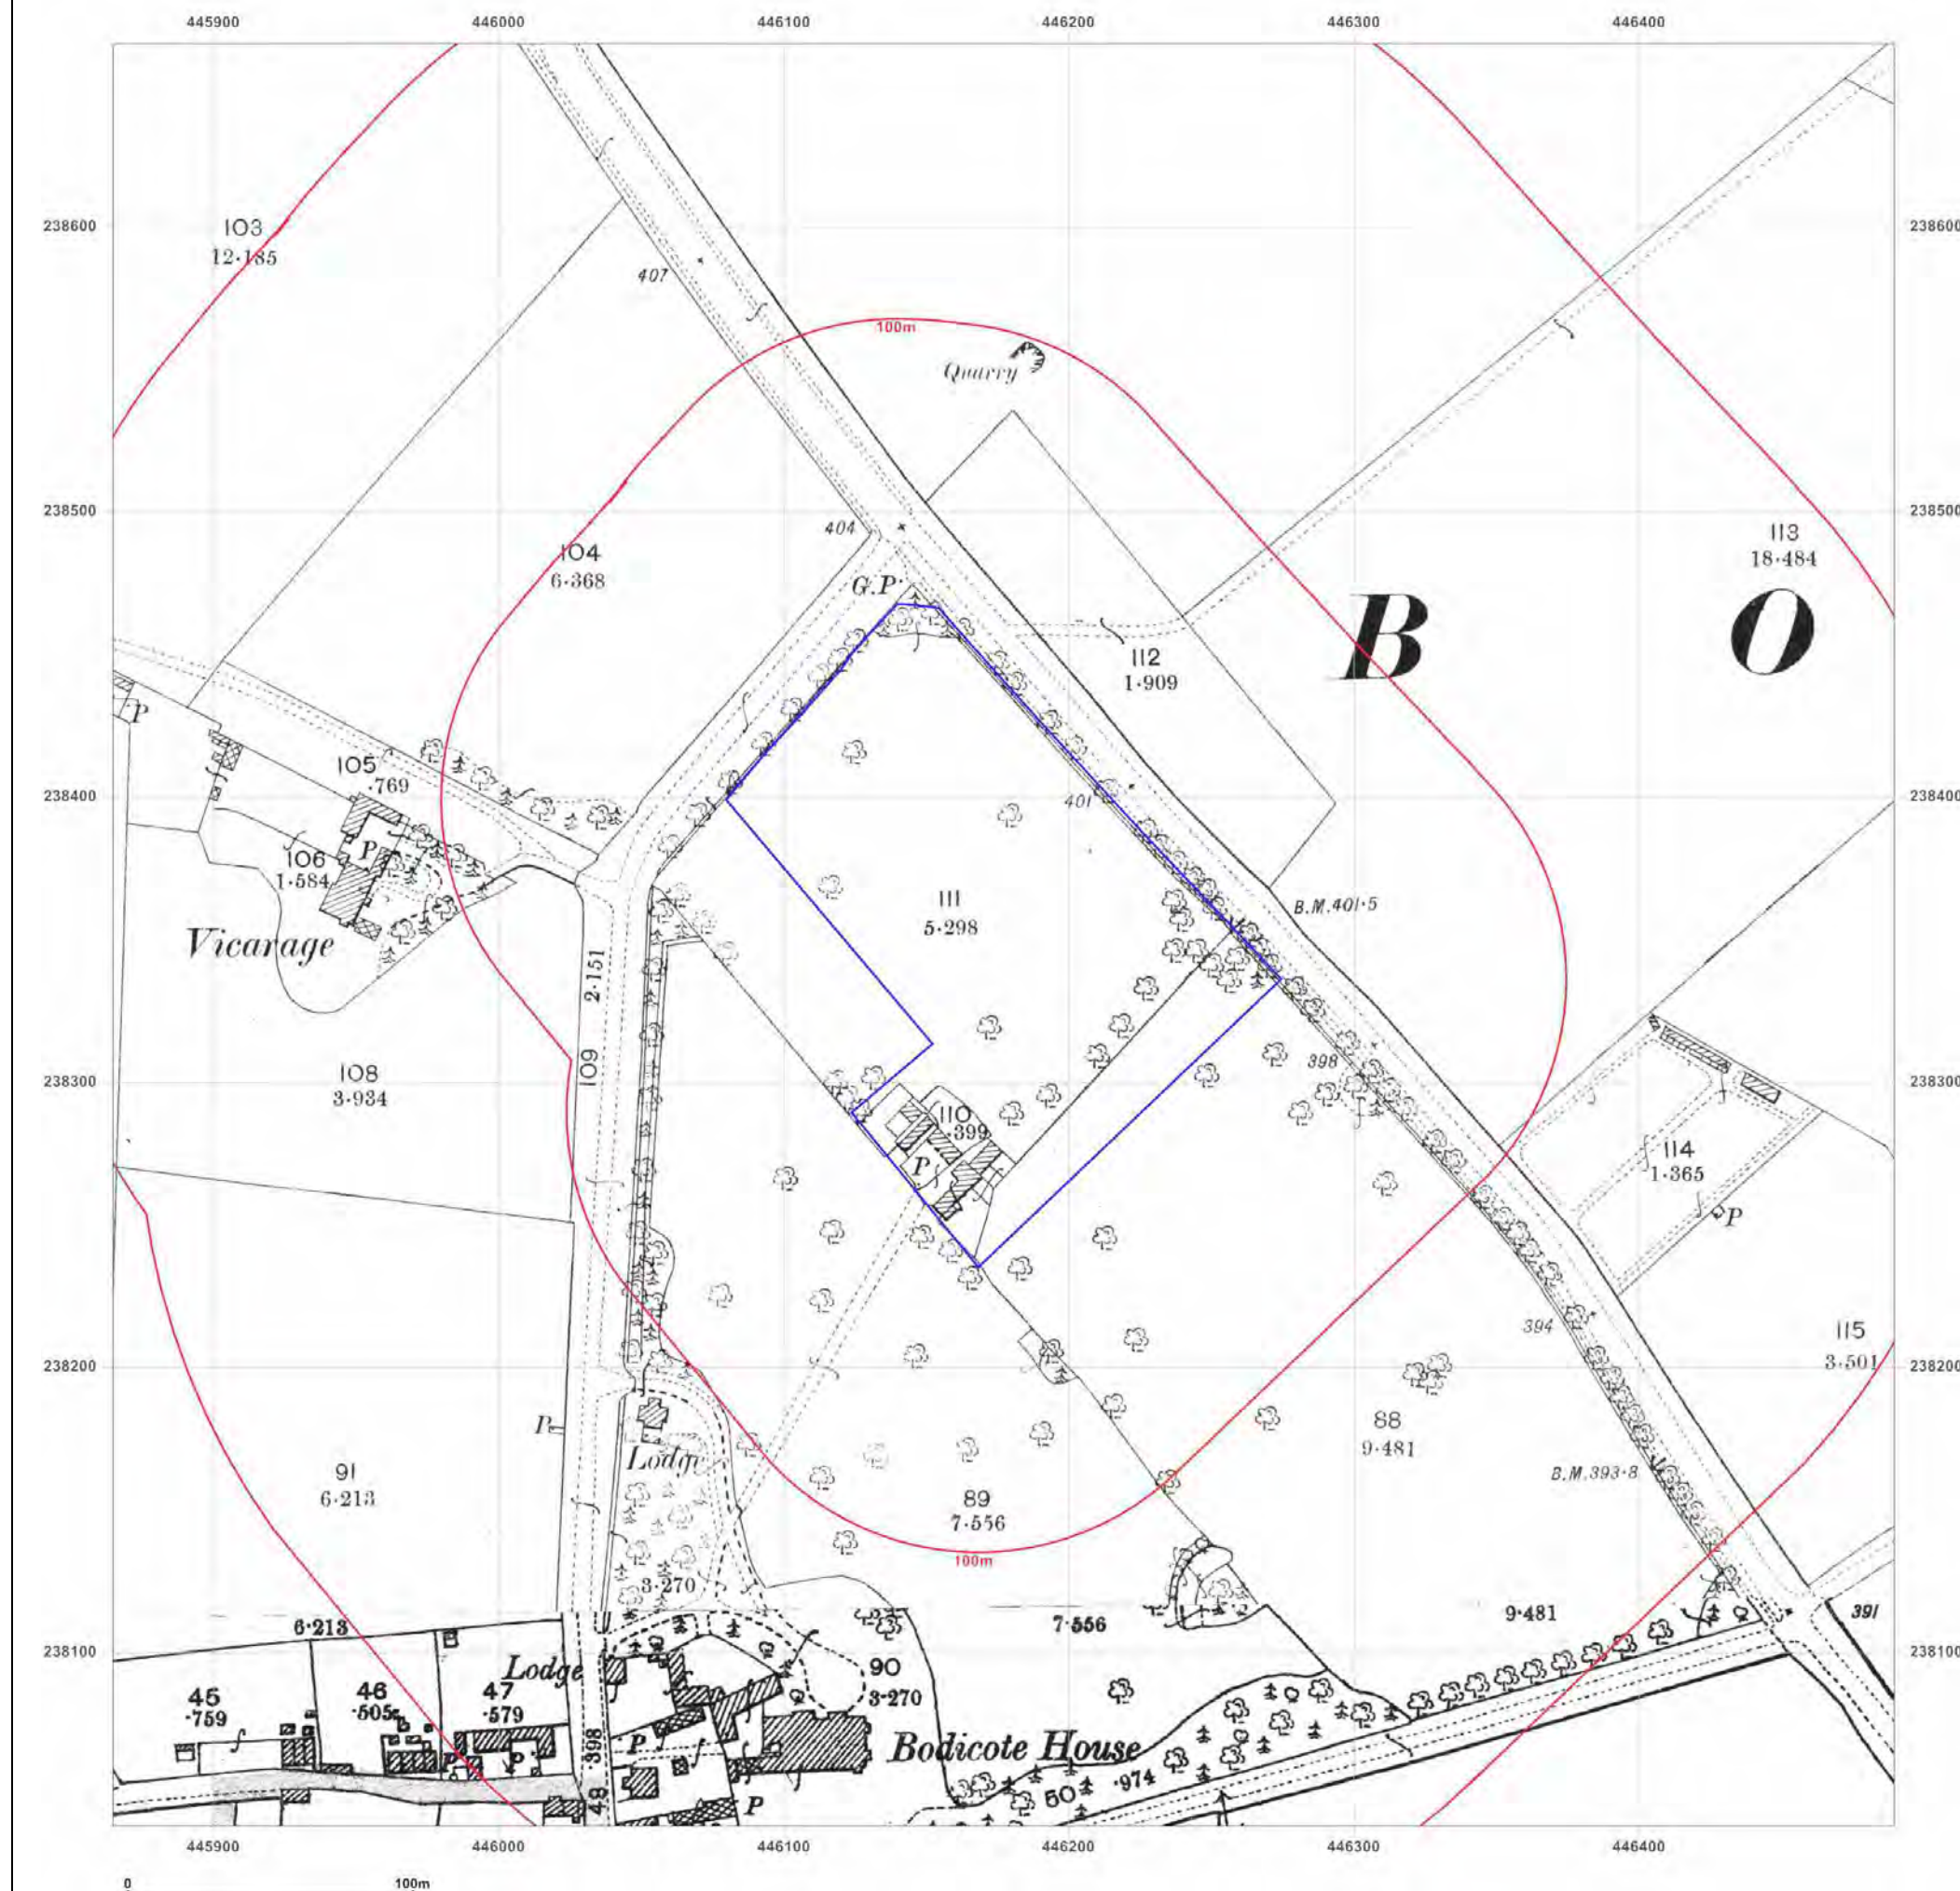 445900 446000 446100 446200 446300 446400
238600 238600
103
12·185
407
100m
Quarry
238500 238500
404
113
18·484
104
6·368
G.P.
B O
112
1·909
P
105
·769
238400 238400
401
106
1·584
P
111
5·298
B.M.401·5
Vicarage
2·151
109
398
238300 238300
108
3·934
110
·399
P
114
1·365
P
394
115
3·501
238200 238200
P
Lodge
88
9·481
B.M.393·8
91
6·213
89
7·556
100m
3·270
6·213
7·556
9·481
391
238100 238100
Lodge
90
3·270
45
·759
46
·505
47
·579
P
P
·398
48
P
Bodicote House
P
50
·974
445900 446000 446100 446200 446300 446400
0 100m